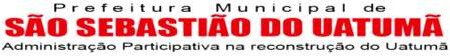 Prefeitura Municipal de
SÃO SEBASTIÃO DO UATUMÃ
Administração Participativa na reconstrução do Uatumã